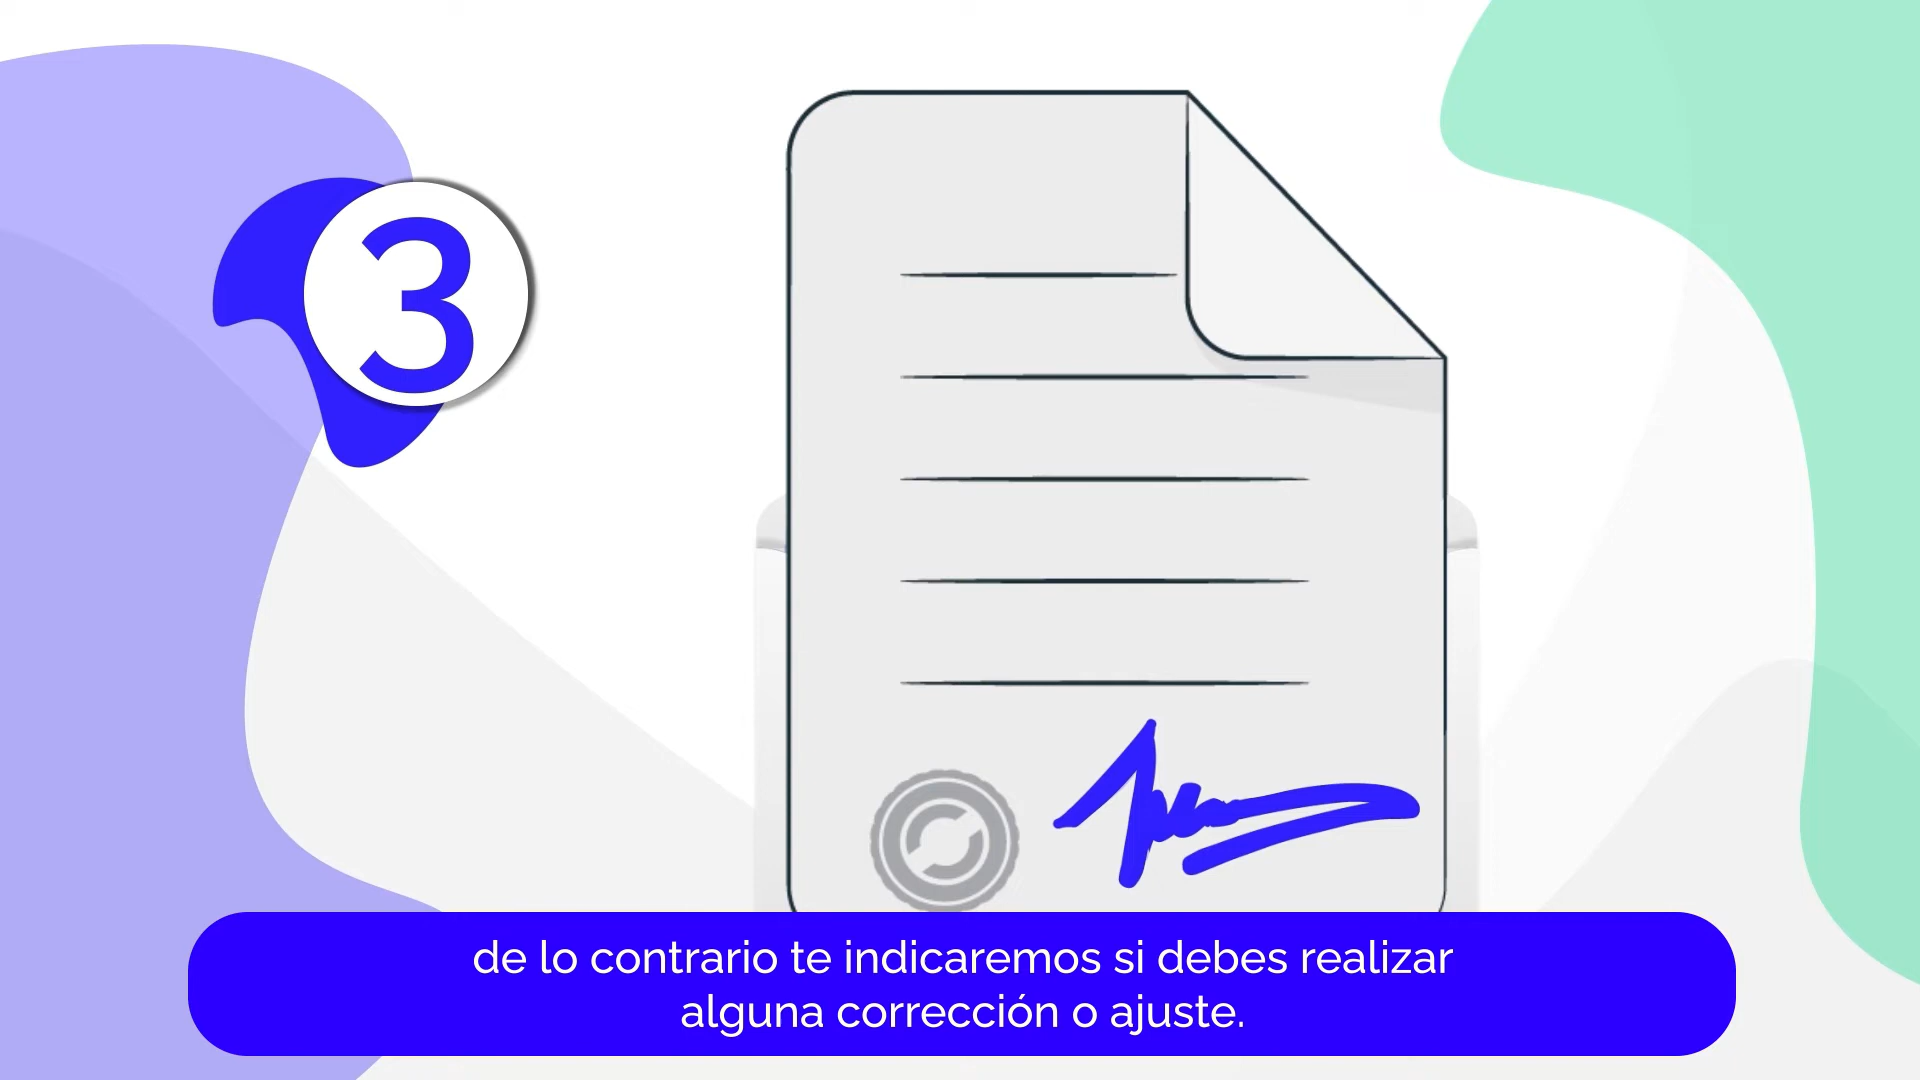 3
de lo contrario te indicaremos si debes realizar
alguna corrección o ajuste.